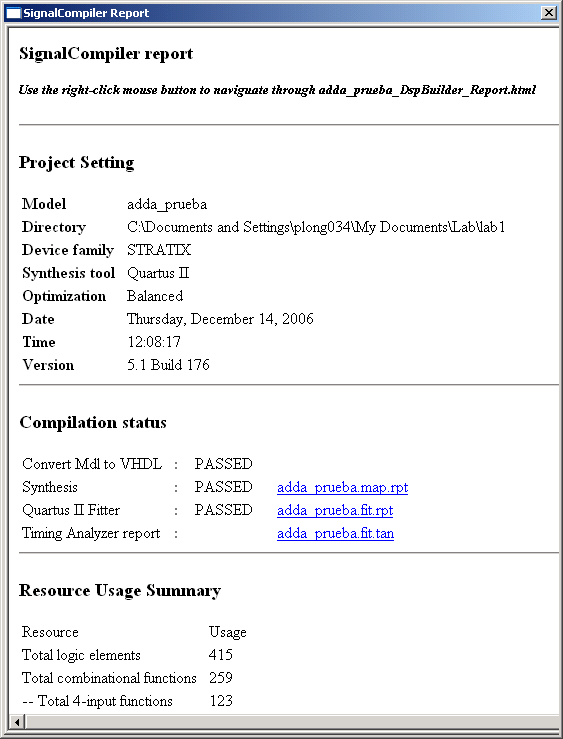 SignalCompiler Report
SignalCompiler report
Use the right-click mouse button to naviguate through adda_prueba_DspBuilder_Report.html
Project Setting
Model adda_prueba
Directory C:\Documents and Settings\plong034\My Documents\Lab\lab1
Device family STRATIX
Synthesis tool Quartus II
Optimization Balanced
Date Thursday, December 14, 2006
Time 12:08:17
Version 5.1 Build 176
Compilation status
Convert Mdl to VHDL : PASSED
Synthesis : PASSED adda_prueba.map.rpt
Quartus II Fitter : PASSED adda_prueba.fit.rpt
Timing Analyzer report : adda_prueba.fit.tan
Resource Usage Summary
Resource Usage
Total logic elements 415
Total combinational functions 259
-- Total 4-input functions 123